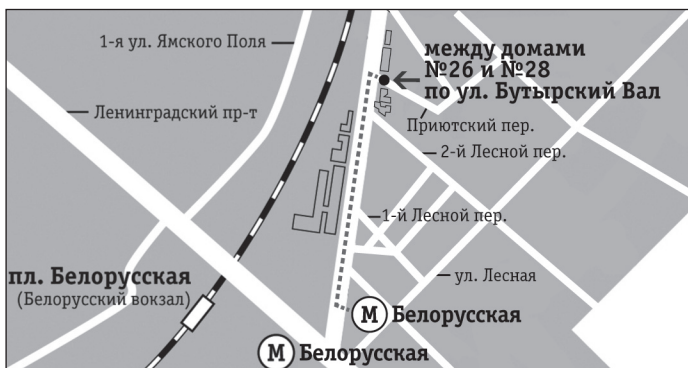 1-я ул. Ямского Поля
между домами
№26 и №28
по ул. Бутырский Вал
Ленинградский пр-т
Приютский пер.
2-й Лесной пер.
1-й Лесной пер.
пл. Белорусская
(Белорусский вокзал)
ул. Лесная
М Белорусская
М Белорусская